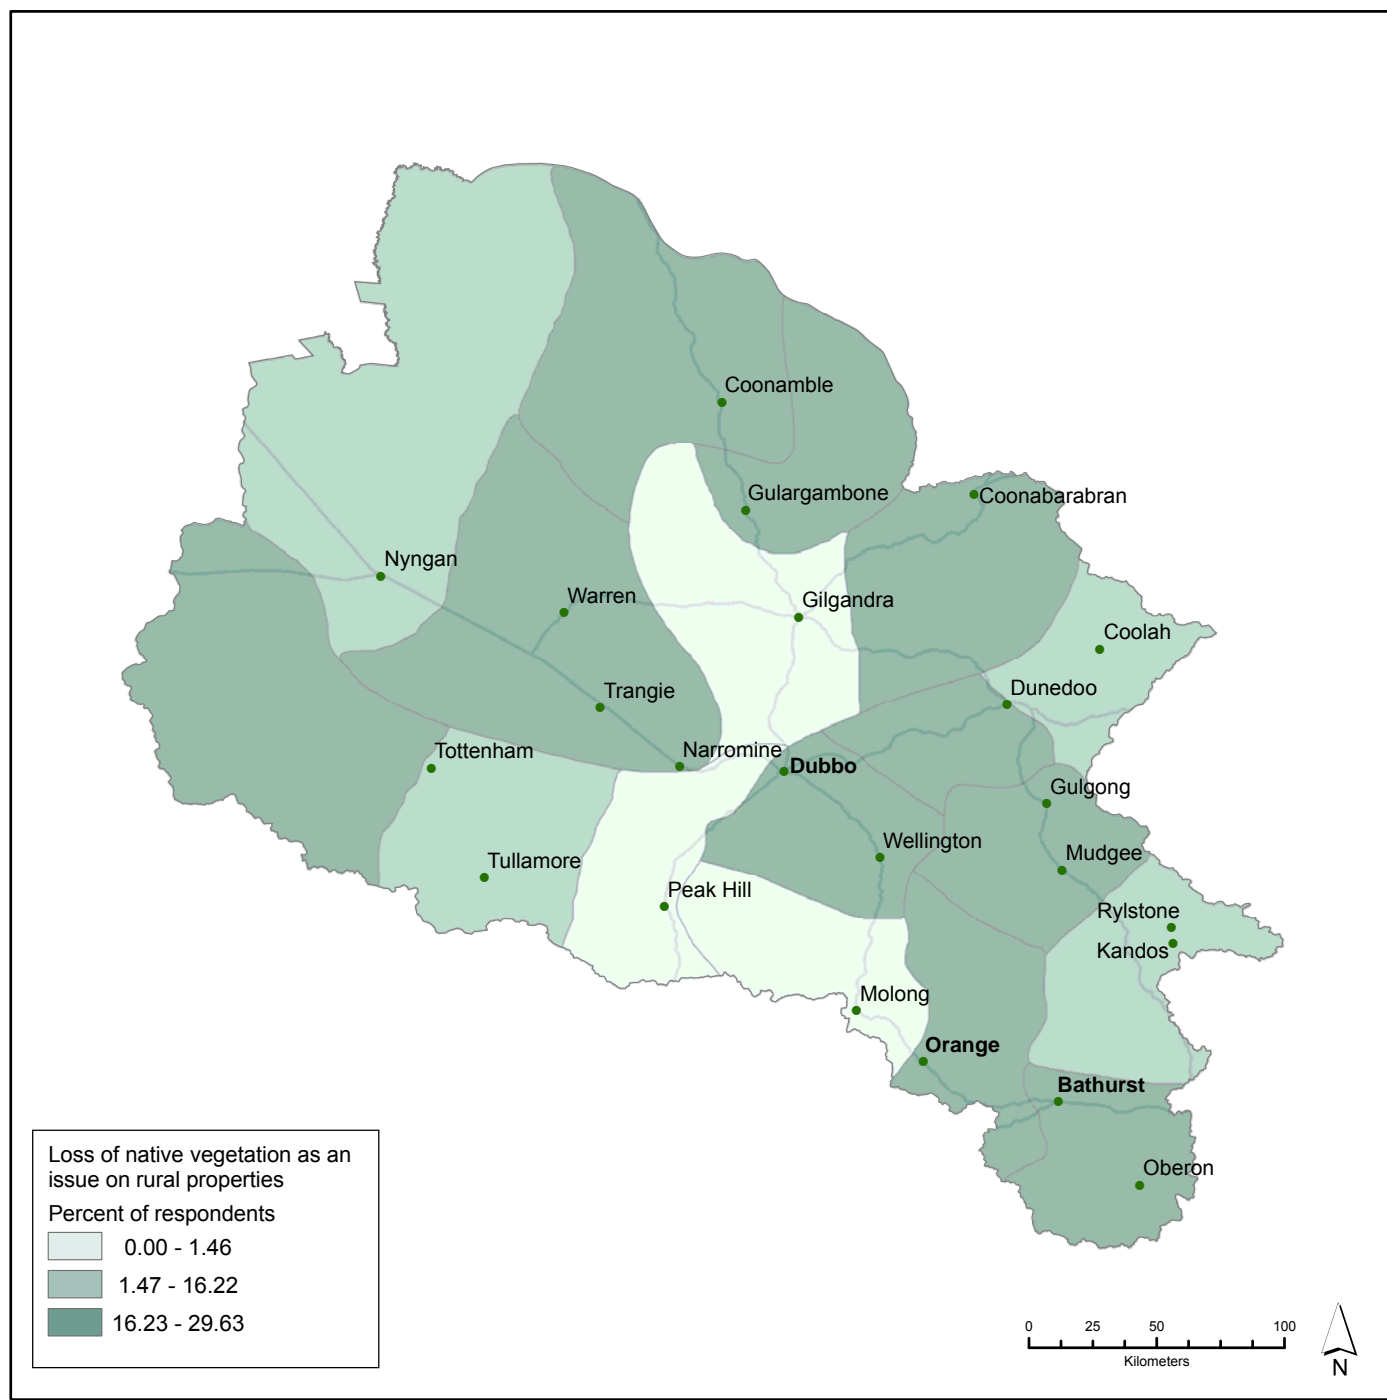 Coonamble
Gulargambone
Coonabarabran
Nyngan
Warren
Gilgandra
Coolah
Trangie
Dunedoo
Tottenham
Narromine
Dubbo
Gulgong
Wellington
Mudgee
Tullamore
Peak Hill
Rylstone
Kandos
Molong
Orange
Bathurst
Oberon
Loss of native vegetation as an
issue on rural properties
Percent of respondents
0.00 - 1.46
1.47 - 16.22
16.23 - 29.63
0 25 50 100
Kilometers
N